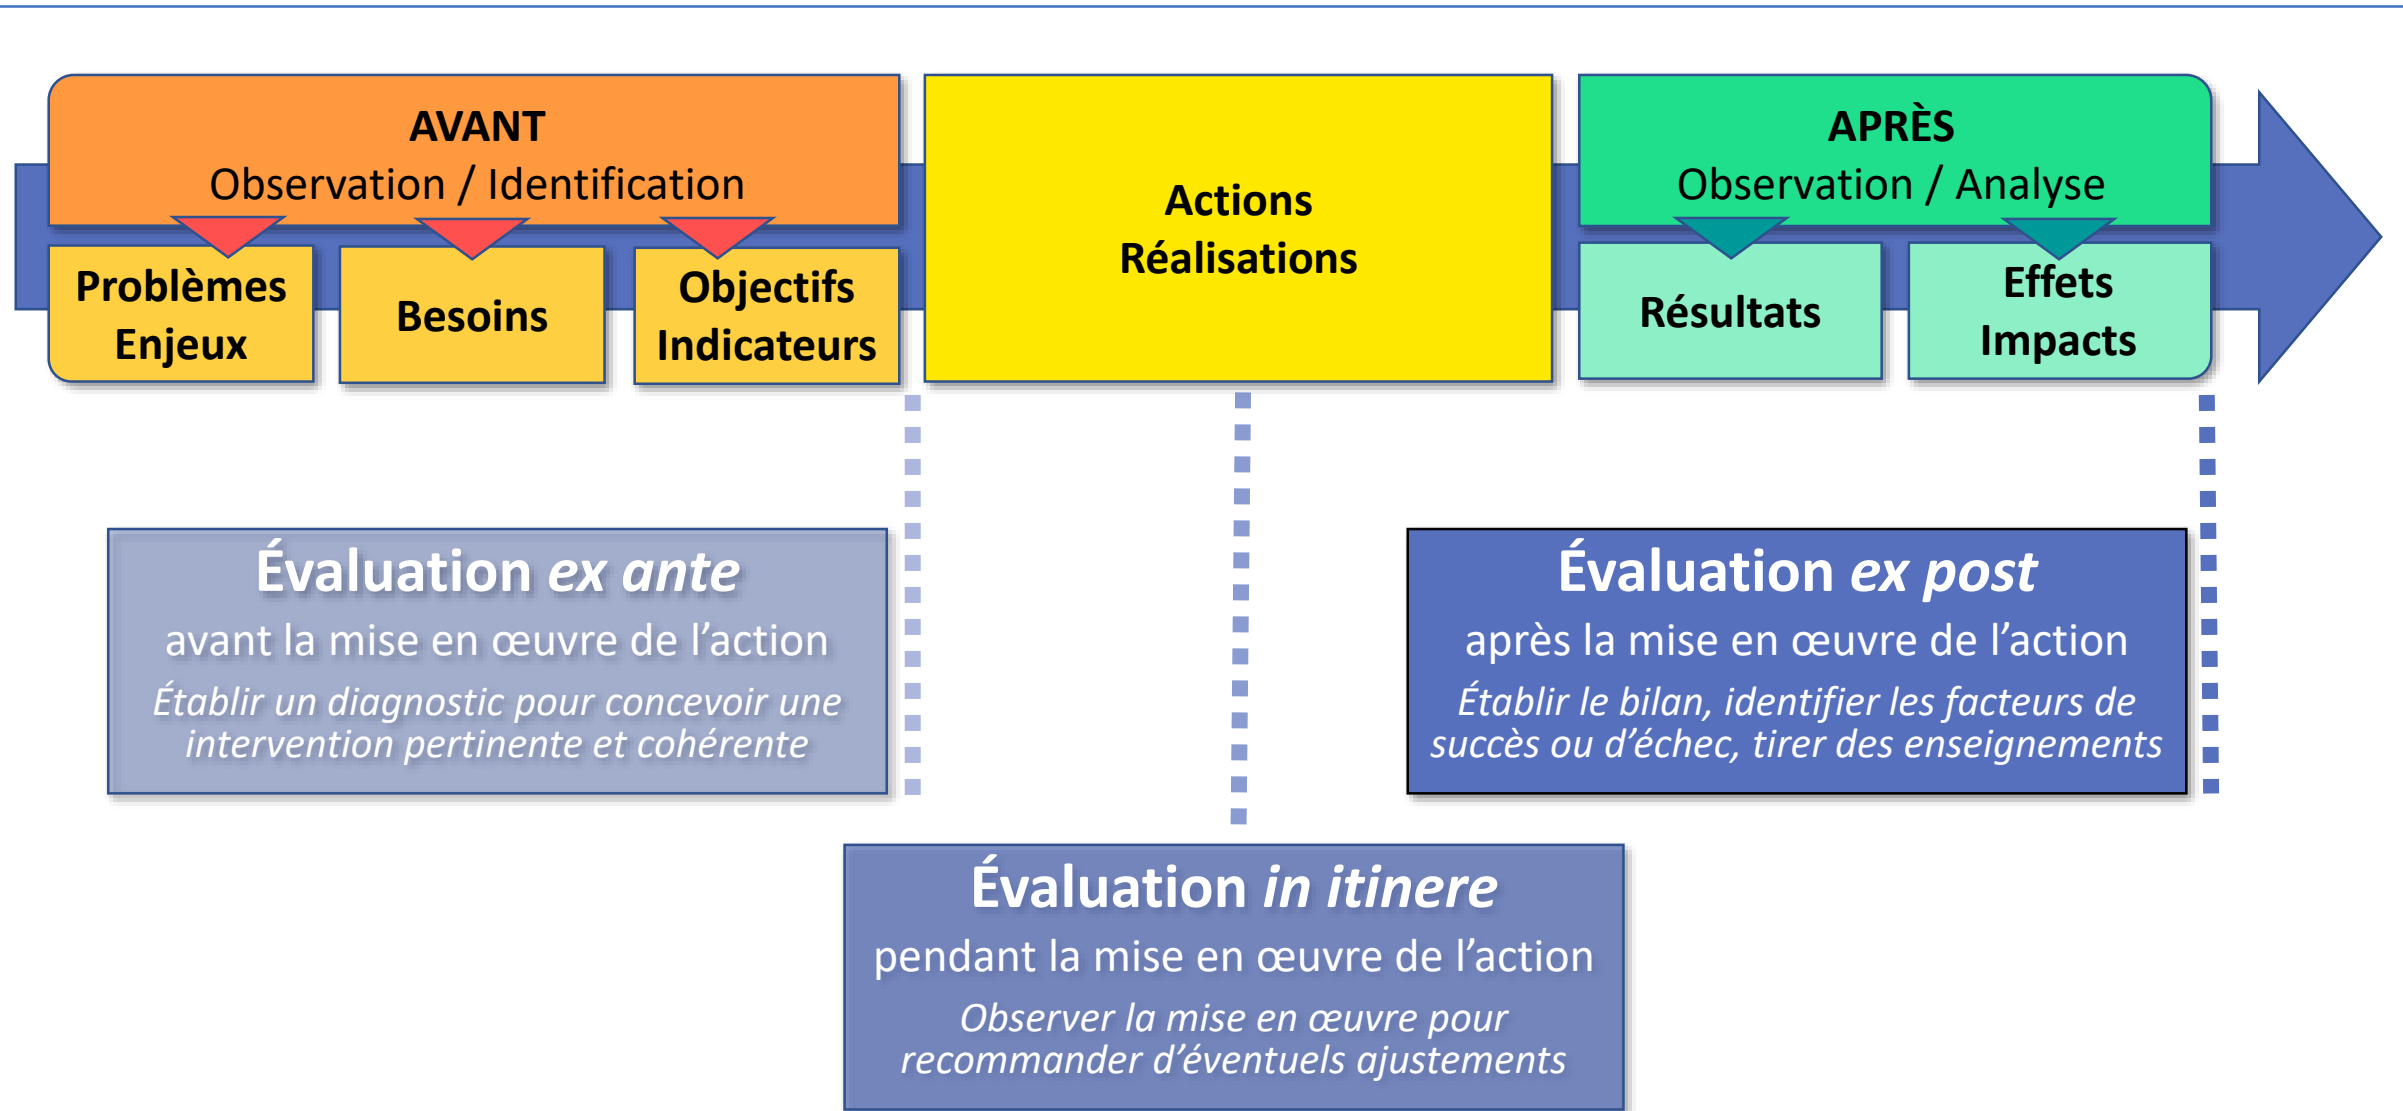 AVANT
Observation / Identification
Problèmes
Enjeux
Besoins
Objectifs
Indicateurs
Actions
Réalisations
APRÈS
Observation / Analyse
Résultats
Effets
Impacts
Évaluation ex ante
avant la mise en œuvre de l’action
Établir un diagnostic pour concevoir une
intervention pertinente et cohérente
Évaluation in itinere
pendant la mise en œuvre de l’action
Observer la mise en œuvre pour
recommander d’éventuels ajustements
Évaluation ex post
après la mise en œuvre de l’action
Établir le bilan, identifier les facteurs de
succès ou d’échec, tirer des enseignements